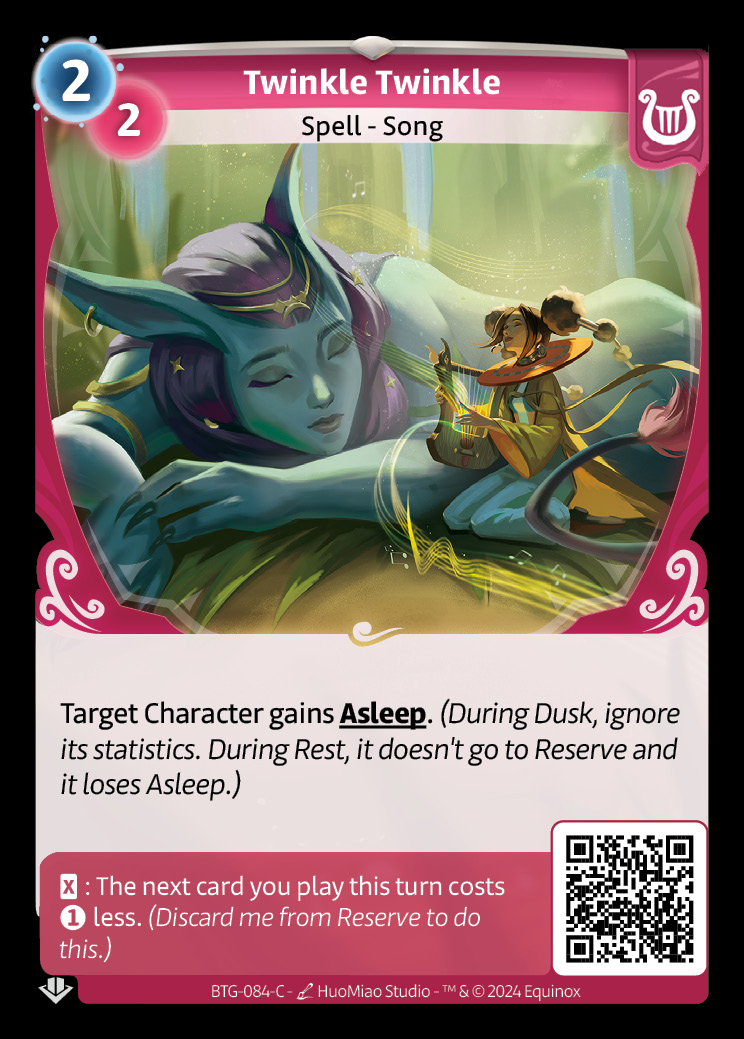 2
Twinkle Twinkle
2
Spell - Song
Target Character gains Asleep. (During Dusk, ignore
its statistics. During Rest, it doesn't go to Reserve and
it loses Asleep.)
X : The next card you play this turn costs
1 less. (Discard me from Reserve to do
this.)
BTG-084-C - HuoMiao Studio - ™ & © 2024 Equinox